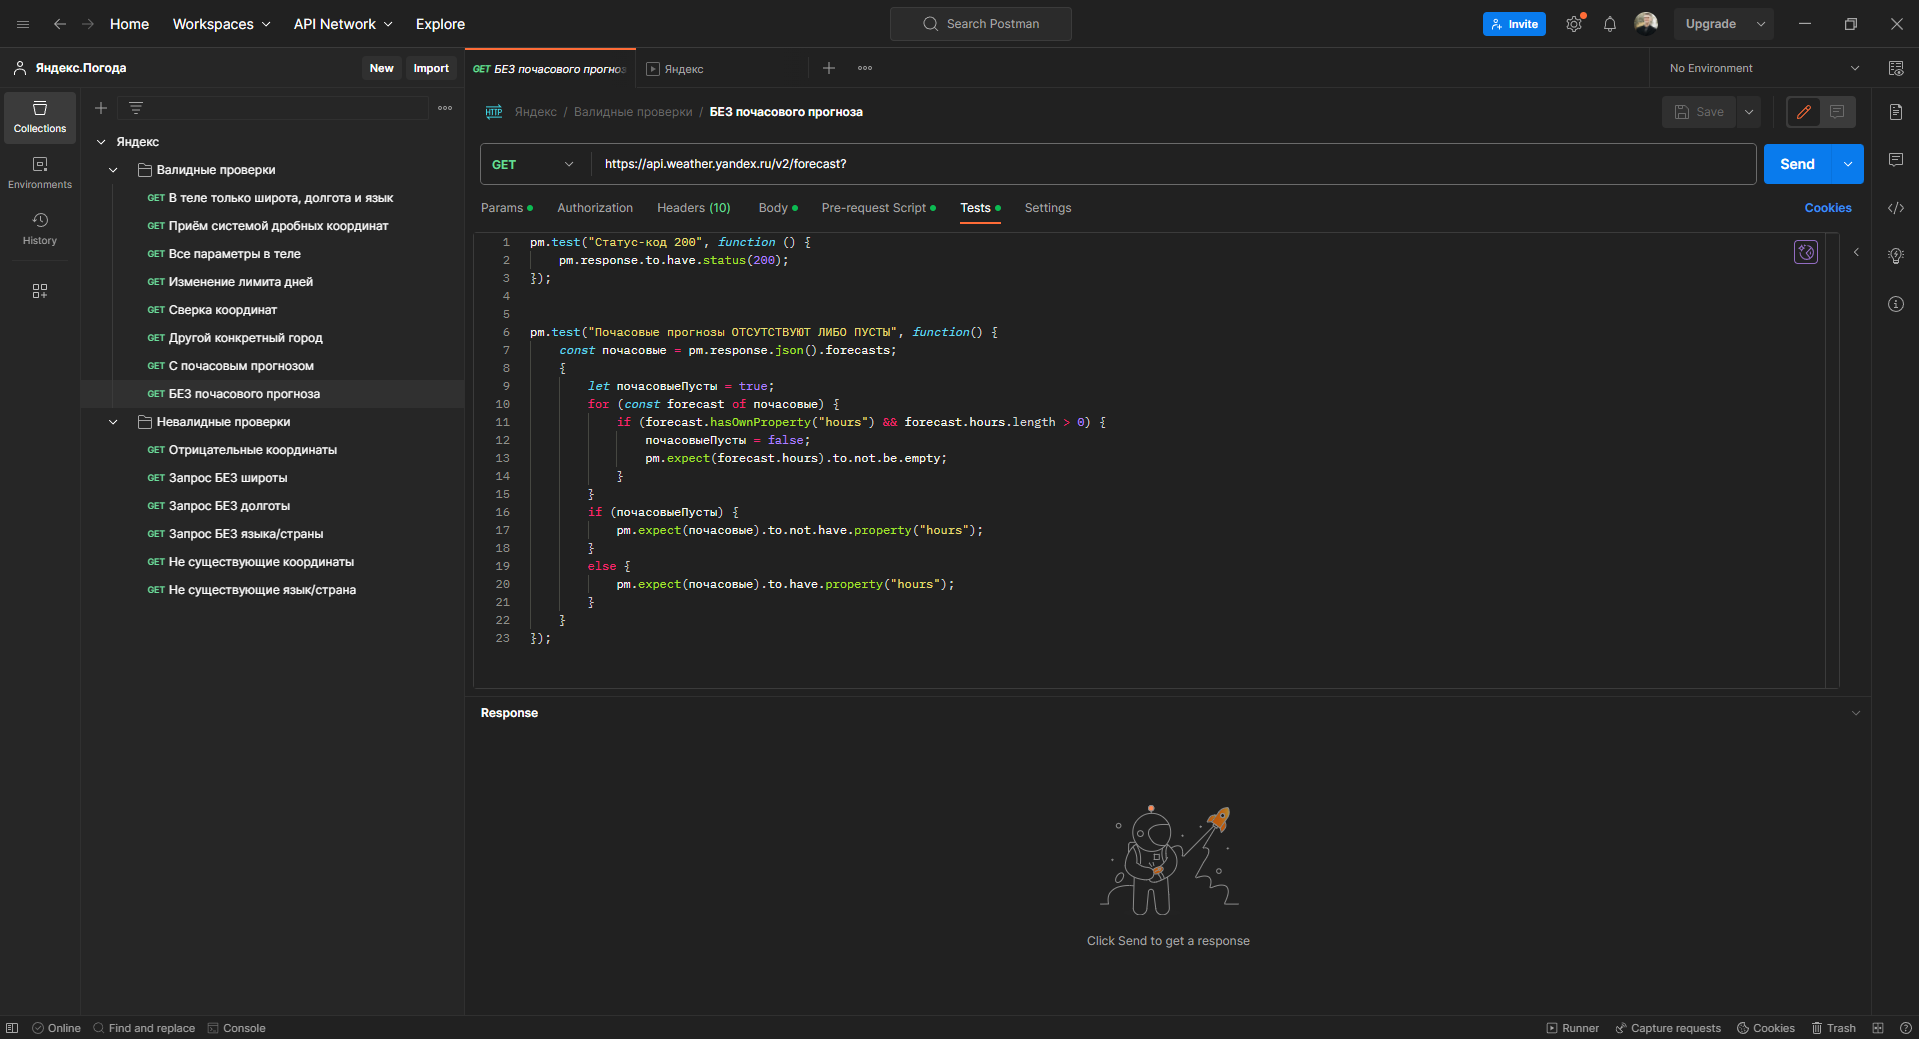 Home Workspaces API Network Explore Search Postman Invite Upgrade
Яндекс.Погода New Import GET БЕЗ почасового прогноз Яндекс No Environment
Collections
Environments
History
Яндекс
Валидные проверки
GET В теле только широта, долгота и язык
GET Приём системой дробных координат
GET Все параметры в теле
GET Изменение лимита дней
GET Сверка координат
GET Другой конкретный город
GET С почасовым прогнозом
GET БЕЗ почасового прогноза
Невалидные проверки
GET Отрицательные координаты
GET Запрос БЕЗ широты
GET Запрос БЕЗ долготы
GET Запрос БЕЗ языка/страны
GET Не существующие координаты
GET Не существующие язык/страна
HTTP Яндекс / Валидные проверки / БЕЗ почасового прогноза Save
GET https://api.weather.yandex.ru/v2/forecast? Send
Params Authorization Headers (10) Body Pre-request Script Tests Settings Cookies
1 pm.test("Статус-код 200", function () {
2 pm.response.to.have.status(200);
3 });
4
5
6 pm.test("Почасовые прогнозы ОТСУТСТВУЮТ ЛИБО ПУСТЫ", function() {
7 const почасовые = pm.response.json().forecasts;
8 {
9 let почасовыеПусты = true;
10 for (const forecast of почасовые) {
11 if (forecast.hasOwnProperty("hours") && forecast.hours.length > 0) {
12 почасовыеПусты = false;
13 pm.expect(forecast.hours).to.not.be.empty;
14 }
15 }
16 if (почасовыеПусты) {
17 pm.expect(почасовые).to.not.have.property("hours");
18 }
19 else {
20 pm.expect(почасовые).to.have.property("hours");
21 }
22 }
23 });
Response
Click Send to get a response
Online Find and replace Console Runner Capture requests Cookies Trash